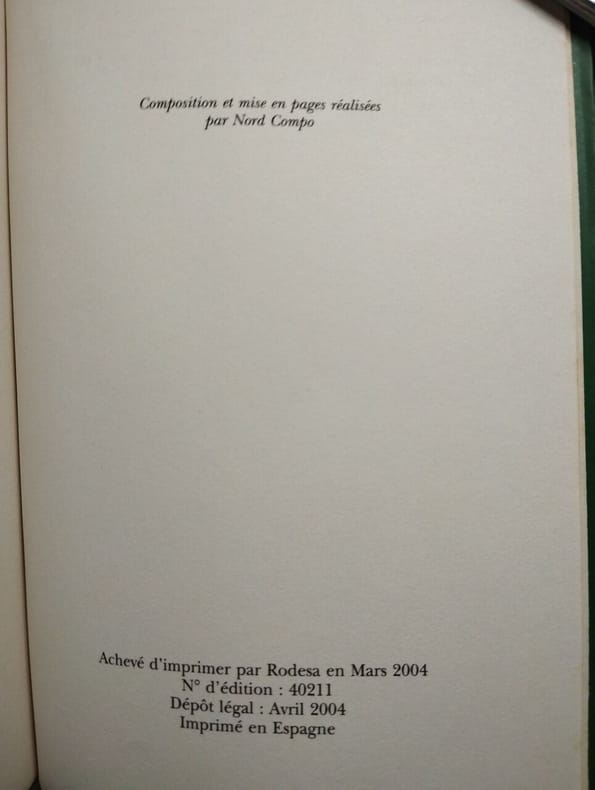 Composition et mise en pages réalisées
par Nord Compo
Achevé d'imprimer par Rodesa en Mars 2004
N° d'édition : 40211
Dépôt légal : Avril 2004
Imprimé en Espagne